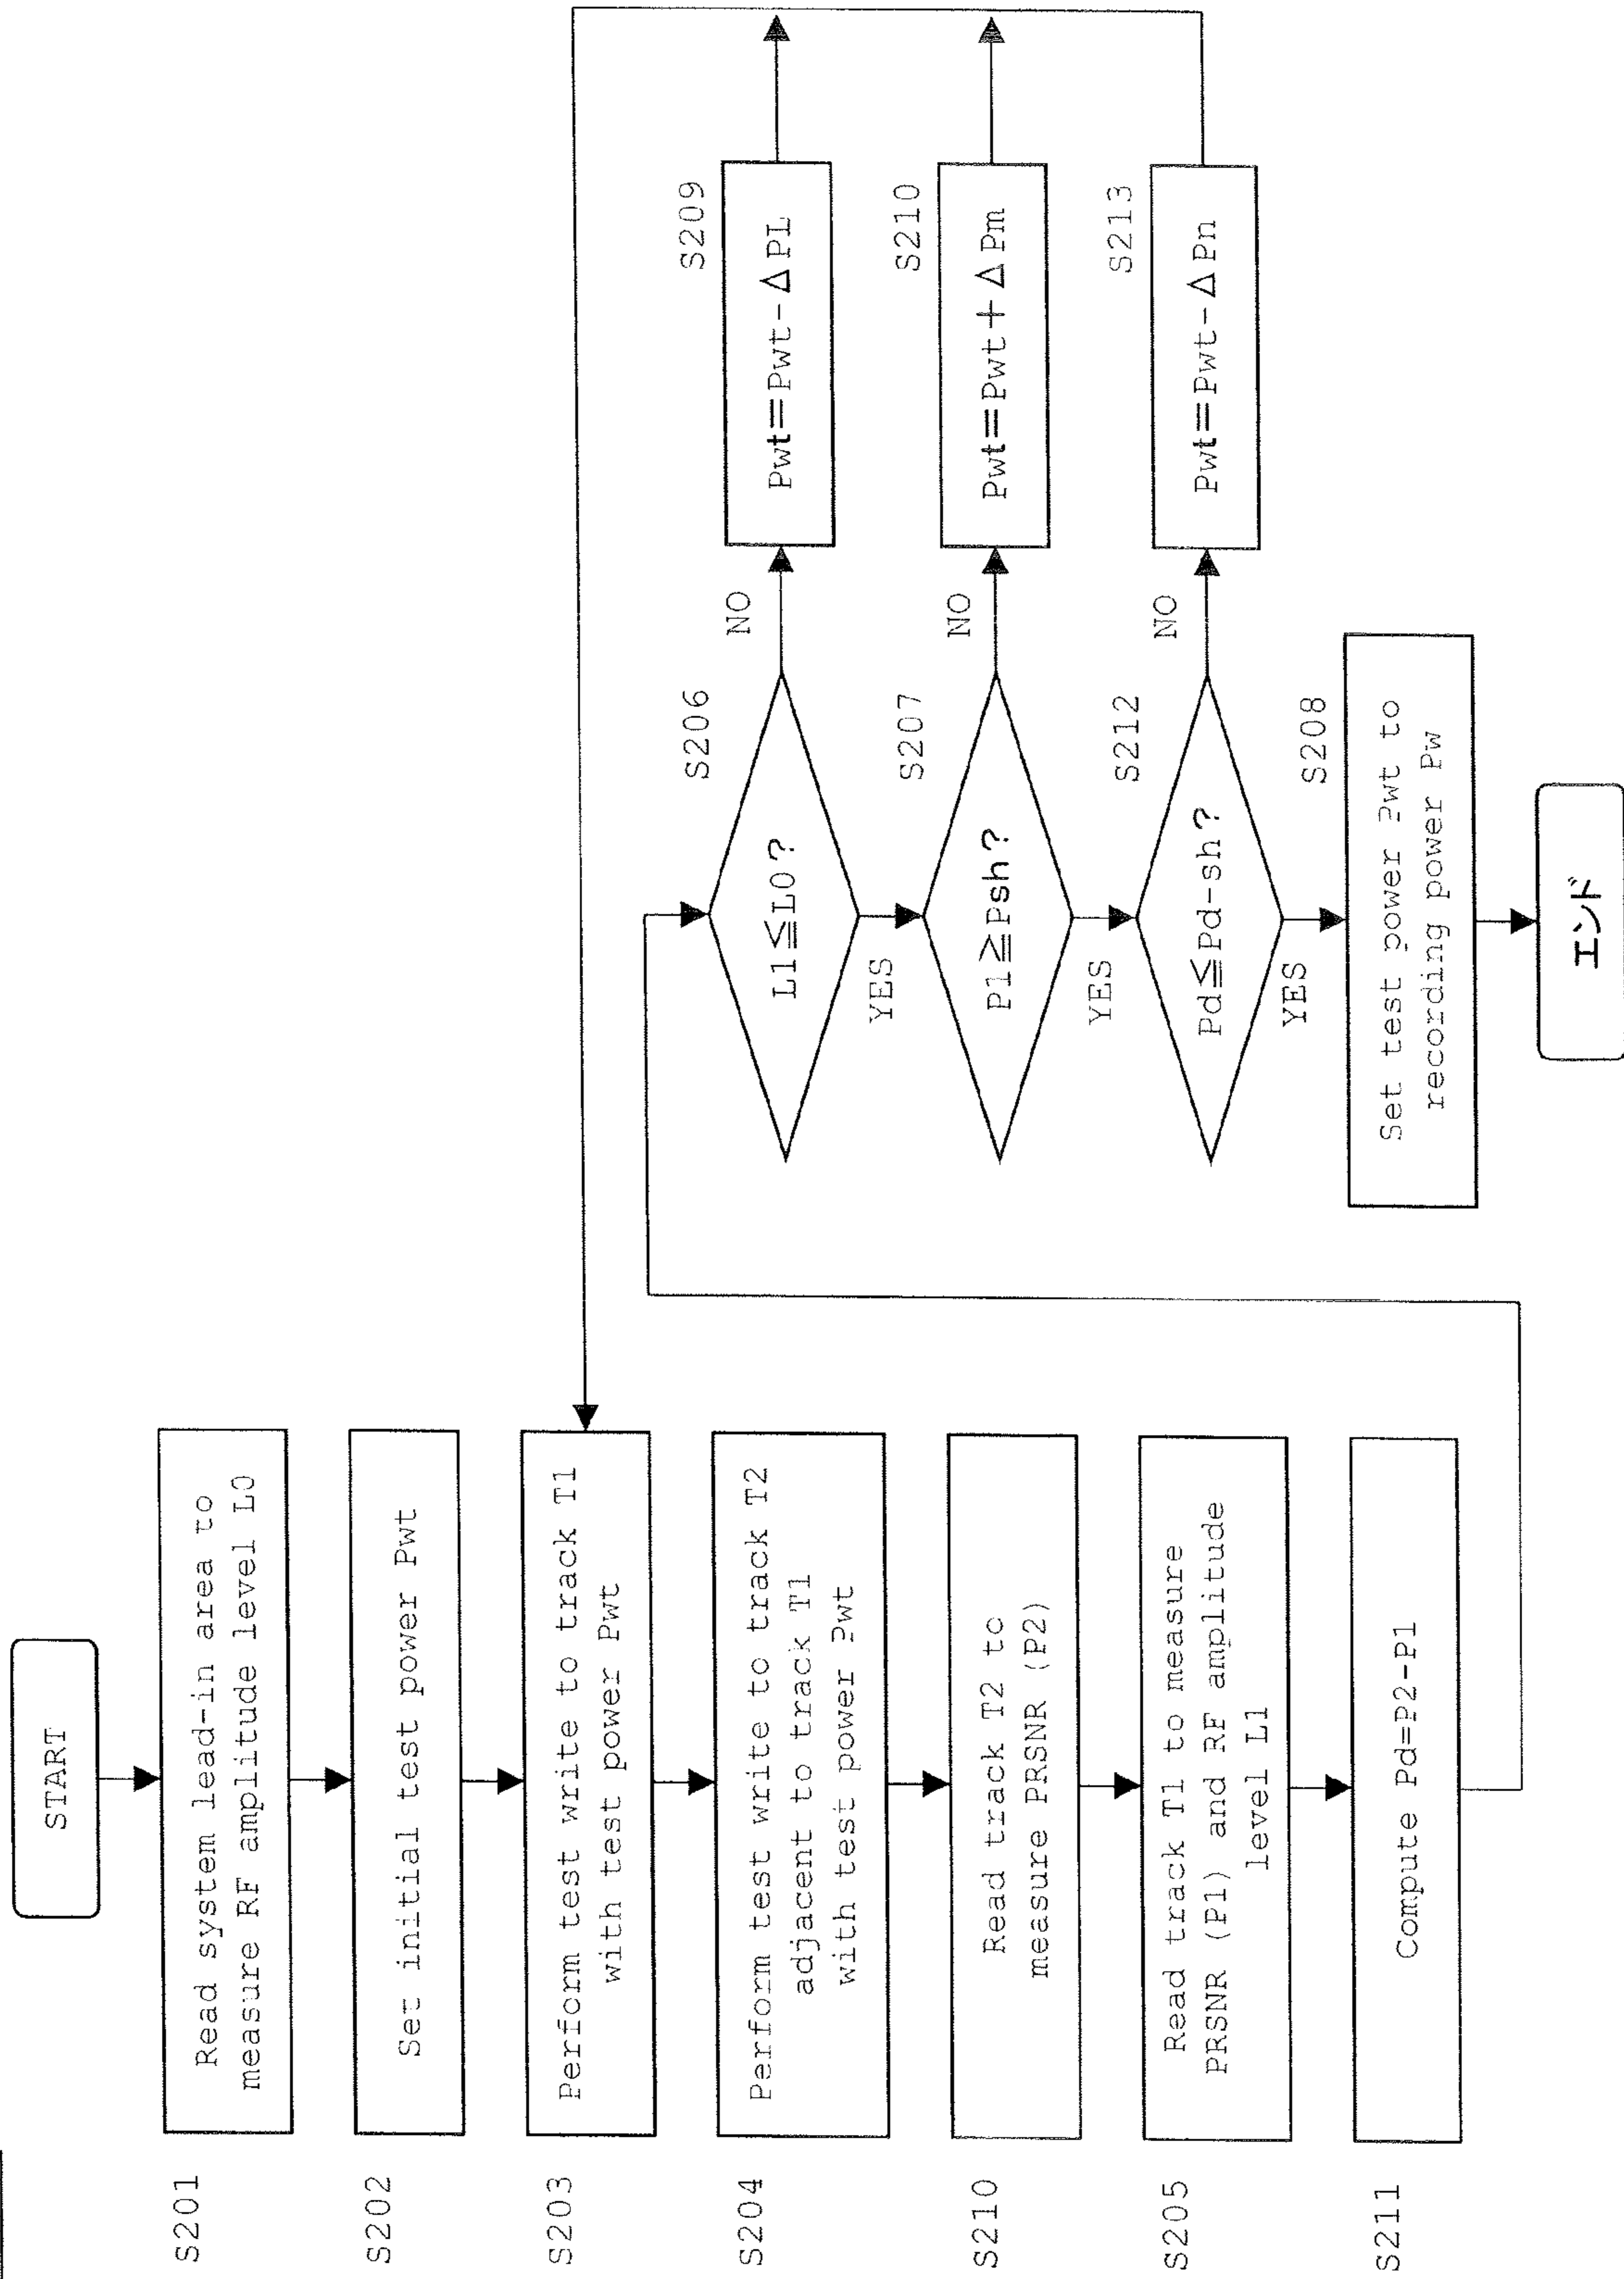 START
S201
Read system lead-in area to
measure RF amplitude level L0
S202
Set initial test power Pwt
S203
Perform test write to track T1
with test power Pwt
S204
Perform test write to track T2
adjacent to track T1
with test power Pwt
S210
Read track T2 to
measure PRSNR (P2)
S205
Read track T1 to measure
PRSNR (P1) and RF amplitude
level L1
S211
Compute Pd=P2-P1
S206
L1≦L0?
NO
S209
Pwt=Pwt-ΔPL
YES
S207
P1≧Psh?
NO
S210
Pwt=Pwt+ΔPm
YES
S212
Pd≦Pd-sh?
NO
S213
Pwt=Pwt-ΔPn
YES
S208
Set test power Pwt to
recording power Pw
エンド